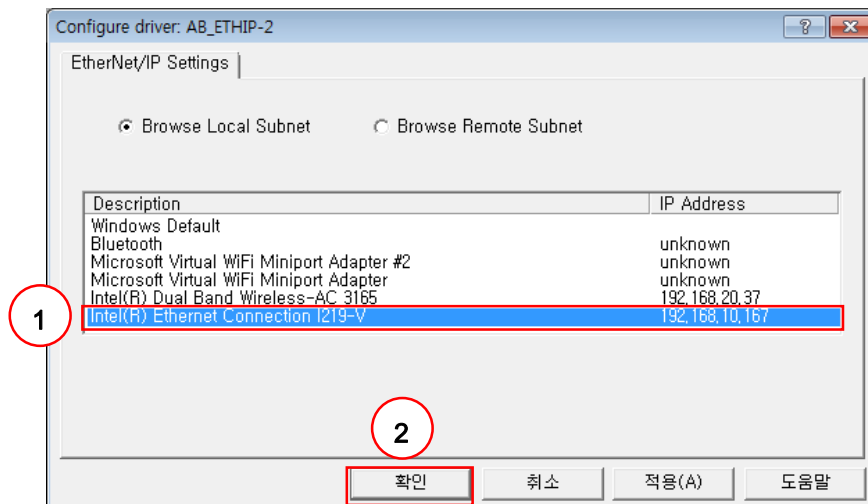 Configure driver: AB_ETHIP-2
EtherNet/IP Settings
Browse Local Subnet Browse Remote Subnet
Description IP Address
Windows Default
Bluetooth unknown
Microsoft Virtual WiFi Miniport Adapter #2 unknown
Microsoft Virtual WiFi Miniport Adapter unknown
Intel(R) Dual Band Wireless-AC 3165 192,168,20,37
1 Intel(R) Ethernet Connection I219-V 192,168,10,167
2
확인 취소 적용(A) 도움말